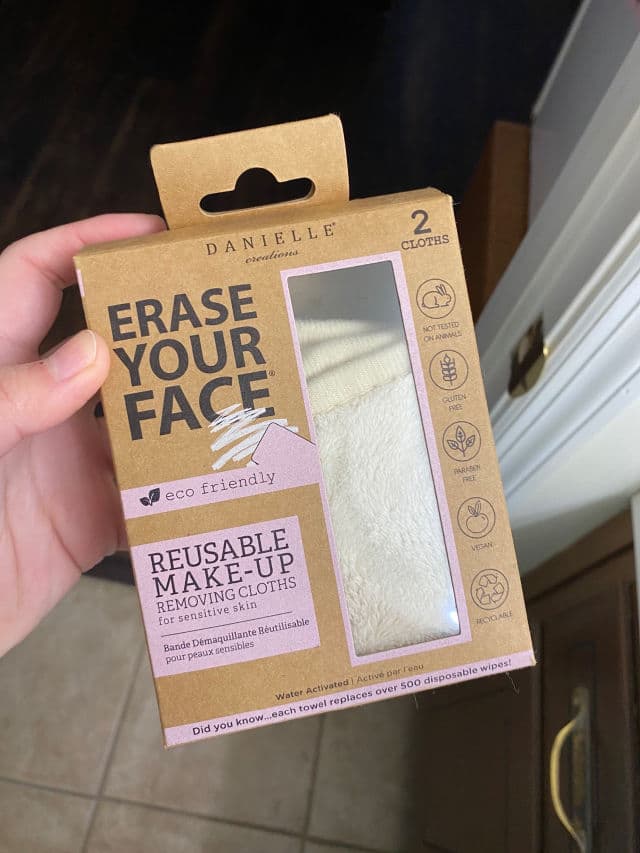 DANIELLE®
creations
2
CLOTHS
ERASE
YOUR
FACE®
eco friendly
REUSABLE
MAKE-UP
REMOVING CLOTHS
for sensitive skin
Bande Démaquillante Réutilisable
pour peaux sensibles
NOT TESTED
ON ANIMALS
GLUTEN
FREE
PARABEN
FREE
VEGAN
RECYCLABLE
Water Activated | Activé par l'eau
Did you know...each towel replaces over 500 disposable wipes!